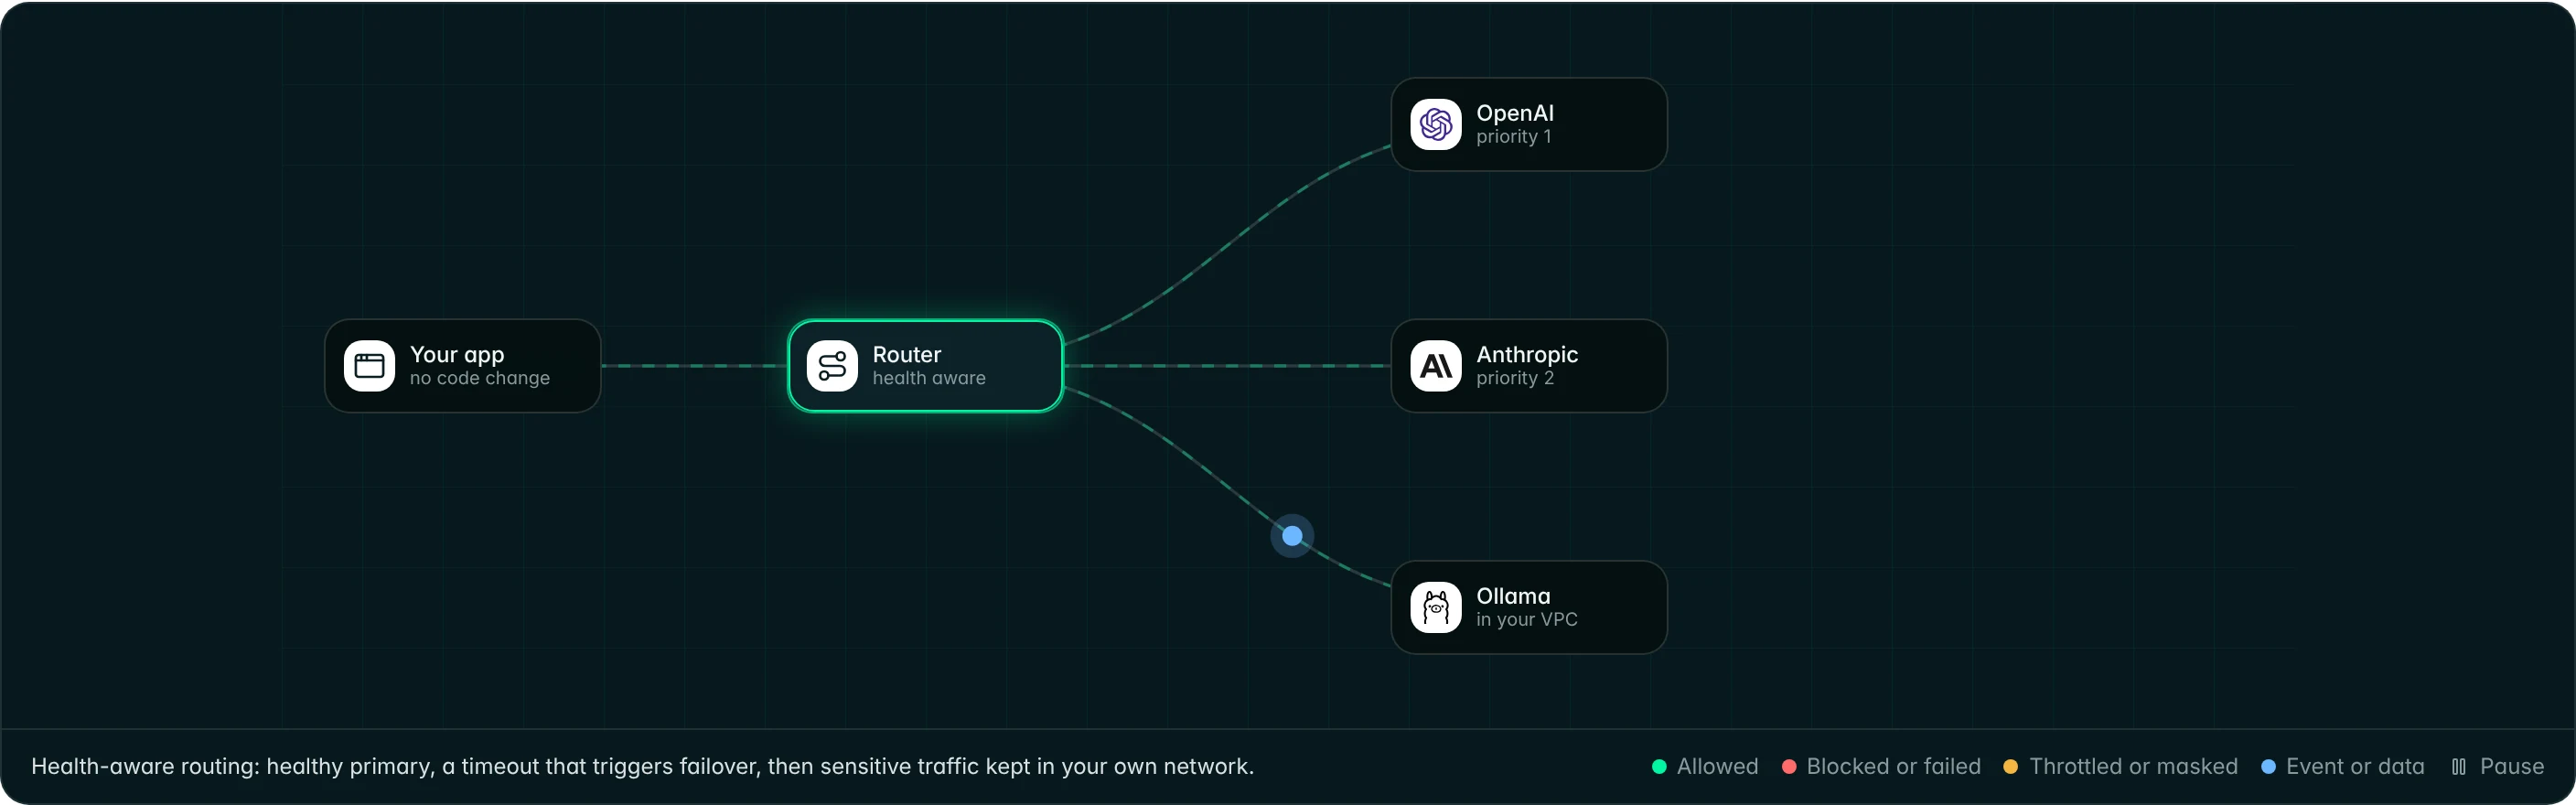 OpenAI
priority 1
Your app
no code change
Router
health aware
Anthropic
priority 2
Ollama
in your VPC
Health-aware routing: healthy primary, a timeout that triggers failover, then sensitive traffic kept in your own network.
Allowed
Blocked or failed
Throttled or masked
Event or data
Pause